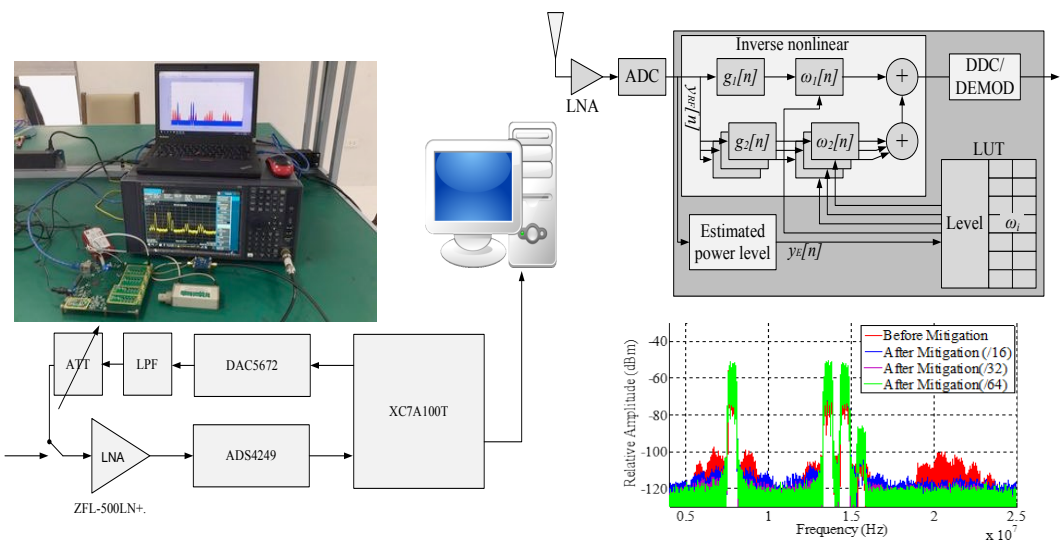 Inverse nonlinear
LNA
ADC
g1[n]
ω1[n]
+
DDC/
DEMOD
yRF[n]
g2[n]
ω2[n]
+
LUT
Level
ωi
Estimated
power level
yE[n]
ATT
LPF
DAC5672
XC7A100T
LNA
ADS4249
ZFL-500LN+.
Relative Amplitude (dBm)
-40
-60
-80
-100
-120
Before Mitigation
After Mitigation (/16)
After Mitigation(/32)
After Mitigation(/64)
0.5
1
1.5
2
2.5
Frequency (Hz)
x 10^7